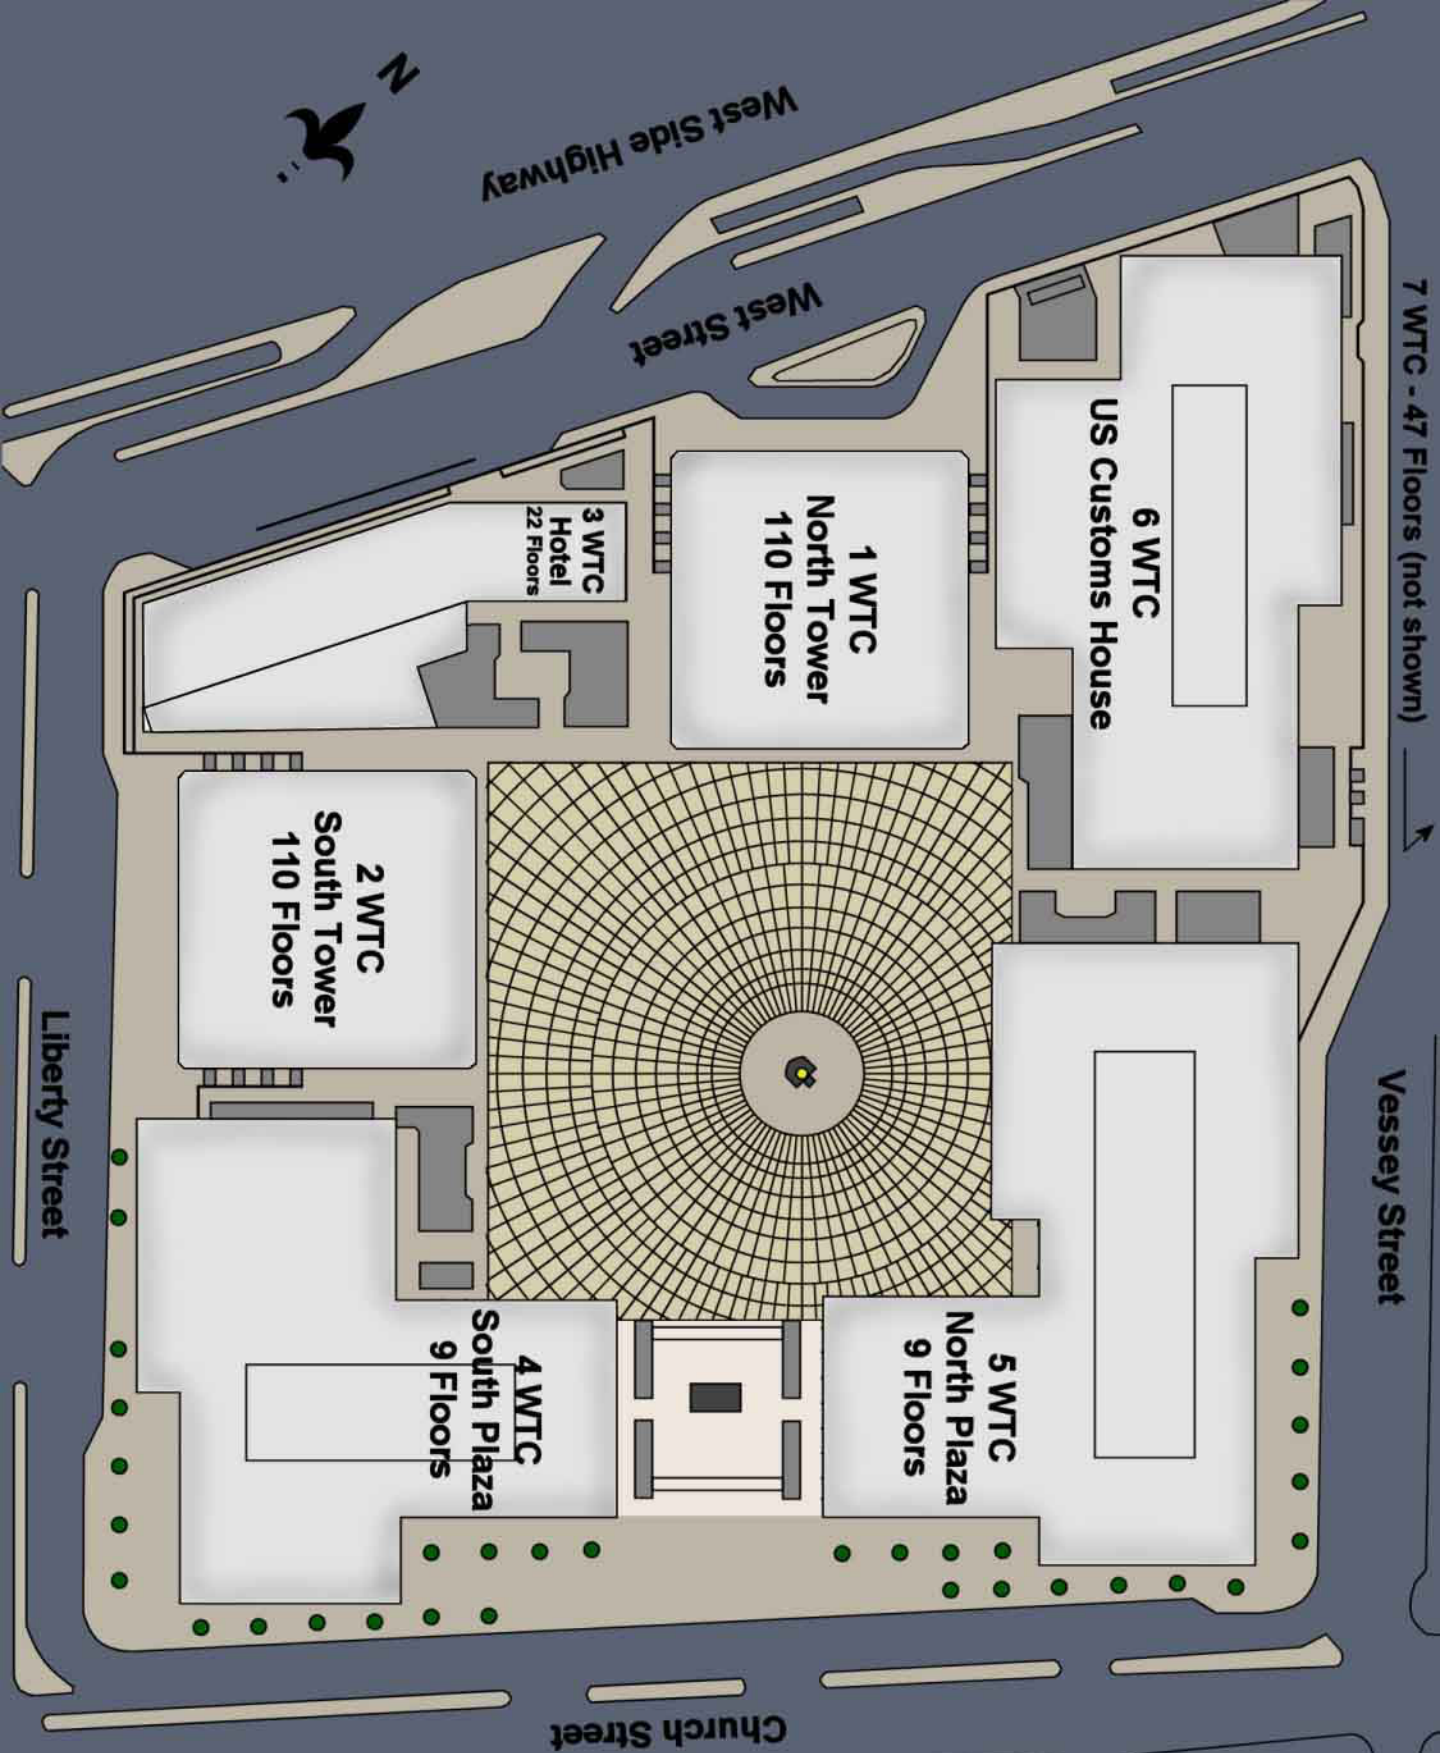 N
West Side Highway
West Street
7 WTC - 47 Floors (not shown)
6 WTC
US Customs House
1 WTC
North Tower
110 Floors
3 WTC
Hotel
22 Floors
2 WTC
South Tower
110 Floors
Liberty Street
Vessey Street
5 WTC
North Plaza
9 Floors
4 WTC
South Plaza
9 Floors
Church Street